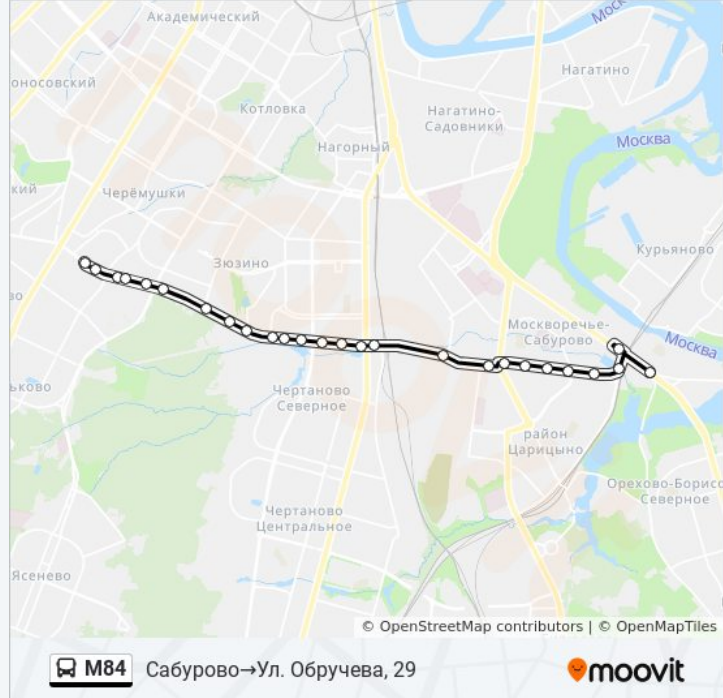 Академический
Моск
оносовский
Нагатино
Котловка
Нагатино-
Садовники
Нагорный
Москва
кий
Черёмушки
Курьяново
Зюзино
во
Москворечье-
Сабурово
Москва
ьково
Чертаново
Северное
район
Царицыно
Орехово-Борисо
Северное
Чертаново
Центральное
Ясенево
© OpenStreetMap contributors | © OpenMapTiles
M84 Сабурово→Ул. Обручева, 29
moovit